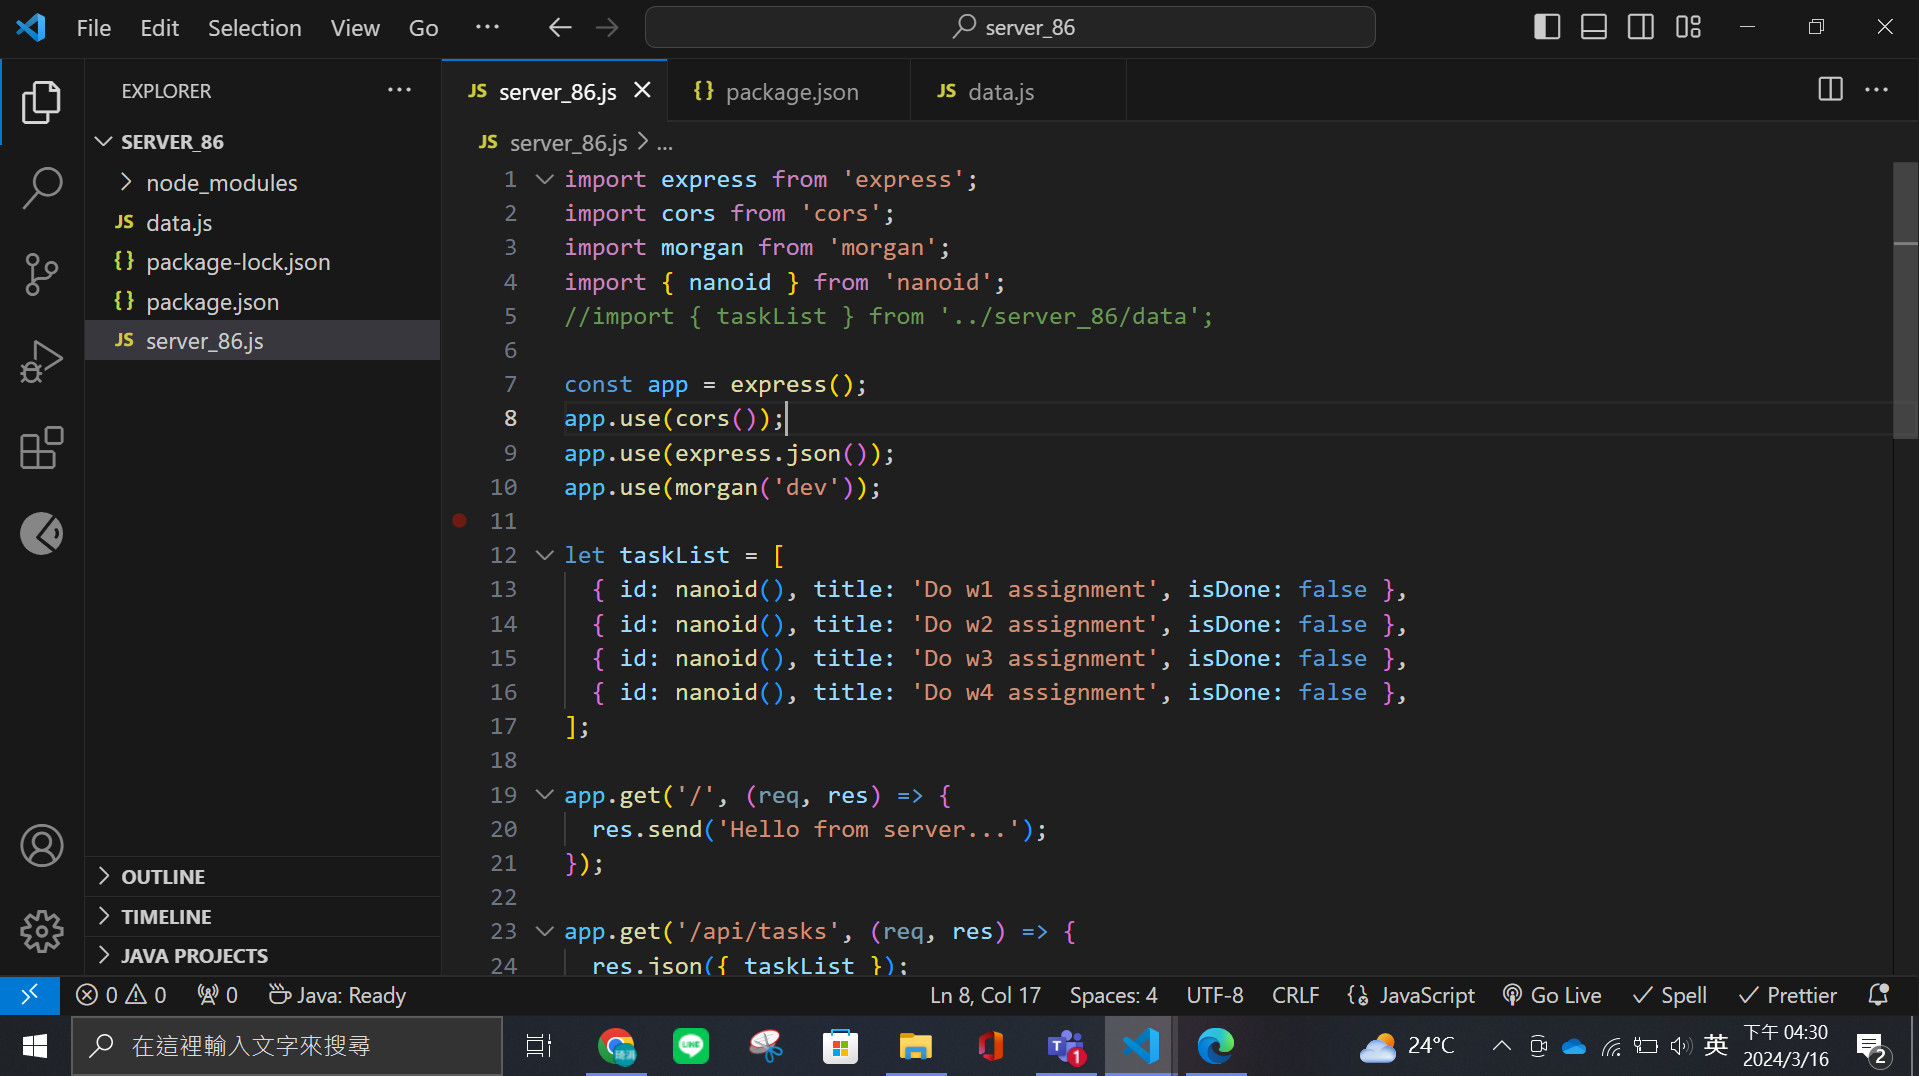 File Edit Selection View Go ... server_86
EXPLORER ...
SERVER_86
node_modules
JS data.js
{} package-lock.json
{} package.json
JS server_86.js
OUTLINE
TIMELINE
JAVA PROJECTS
JS server_86.js {} package.json JS data.js ...
JS server_86.js > ...
1 import express from 'express';
2 import cors from 'cors';
3 import morgan from 'morgan';
4 import { nanoid } from 'nanoid';
5 //import { taskList } from '../server_86/data';
6
7 const app = express();
8 app.use(cors());
9 app.use(express.json());
10 app.use(morgan('dev'));
11
12 let taskList = [
13 { id: nanoid(), title: 'Do w1 assignment', isDone: false },
14 { id: nanoid(), title: 'Do w2 assignment', isDone: false },
15 { id: nanoid(), title: 'Do w3 assignment', isDone: false },
16 { id: nanoid(), title: 'Do w4 assignment', isDone: false },
17 ];
18
19 app.get('/', (req, res) => {
20 res.send('Hello from server...');
21 });
22
23 app.get('/api/tasks', (req, res) => {
24 res.json({ taskList });
0 0 0 Java: Ready Ln 8, Col 17 Spaces: 4 UTF-8 CRLF JavaScript Go Live Spell Prettier
在這裡輸入文字來搜尋 琦涓 LINE T 1 24°C 英 下午 04:30
2024/3/16 2